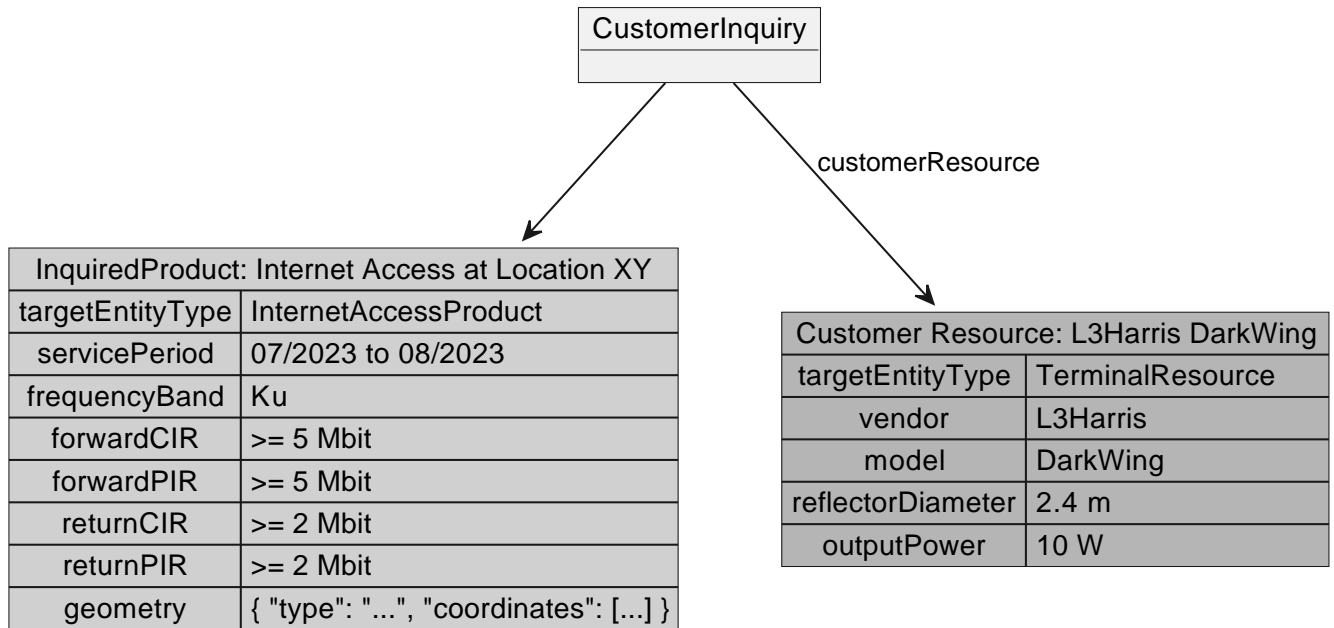 CustomerInquiry
customerResource
InquiredProduct: Internet Access at Location XY
targetEntityType InternetAccessProduct
servicePeriod 07/2023 to 08/2023
frequencyBand Ku
forwardCIR >= 5 Mbit
forwardPIR >= 5 Mbit
returnCIR >= 2 Mbit
returnPIR >= 2 Mbit
geometry { "type": "...", "coordinates": [...] }
Customer Resource: L3Harris DarkWing
targetEntityType TerminalResource
vendor L3Harris
model DarkWing
reflectorDiameter 2.4 m
outputPower 10 W